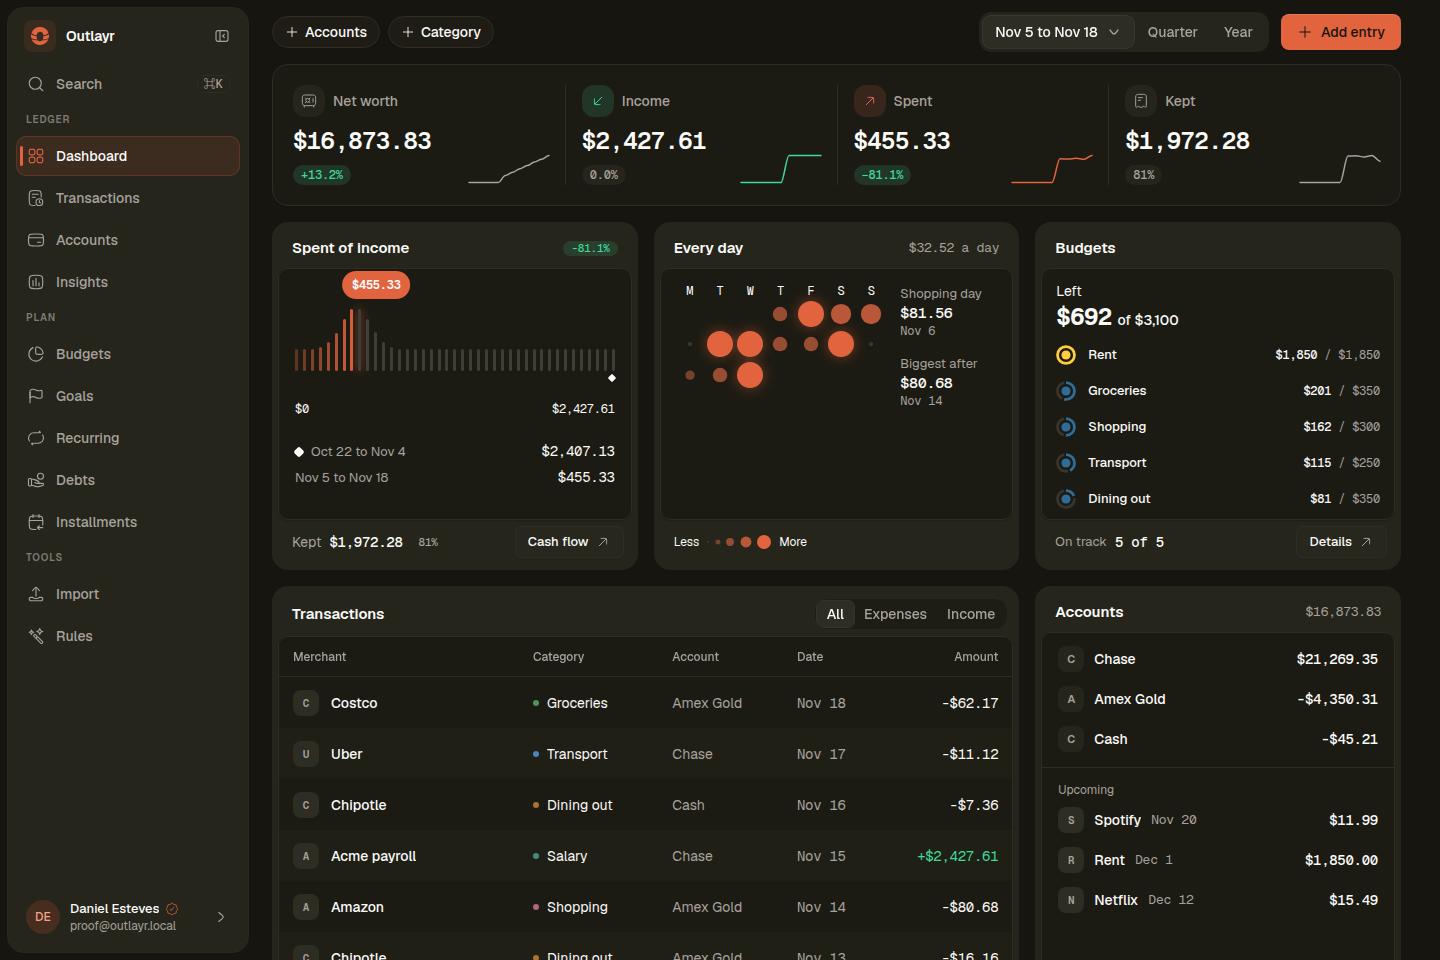 Outlayr
Search ⌘K
LEDGER
Dashboard
Transactions
Accounts
Insights
PLAN
Budgets
Goals
Recurring
Debts
Installments
TOOLS
Import
Rules
DE
Daniel Esteves
proof@outlayr.local
Accounts Category
Nov 5 to Nov 18 Quarter Year Add entry
Net worth
$16,873.83
+13.2%
Income
$2,427.61
0.0%
Spent
$455.33
-81.1%
Kept
$1,972.28
81%
Spent of income -81.1%
$455.33
$0 $2,427.61
Oct 22 to Nov 4 $2,407.13
Nov 5 to Nov 18 $455.33
Kept $1,972.28 81% Cash flow
Every day $32.52 a day
M T W T F S S
Shopping day
$81.56
Nov 6
Biggest after
$80.68
Nov 14
Less More
Budgets
Left
$692 of $3,100
Rent $1,850 / $1,850
Groceries $201 / $350
Shopping $162 / $300
Transport $115 / $250
Dining out $81 / $350
On track 5 of 5 Details
Transactions All Expenses Income
Merchant Category Account Date Amount
C Costco Groceries Amex Gold Nov 18 -$62.17
U Uber Transport Chase Nov 17 -$11.12
C Chipotle Dining out Cash Nov 16 -$7.36
A Acme payroll Salary Chase Nov 15 +$2,427.61
A Amazon Shopping Amex Gold Nov 14 -$80.68
C Chipotle Dining out Amex Gold Nov 13 -$16.16
Accounts $16,873.83
C Chase $21,269.35
A Amex Gold -$4,350.31
C Cash -$45.21
Upcoming
S Spotify Nov 20 $11.99
R Rent Dec 1 $1,850.00
N Netflix Dec 12 $15.49